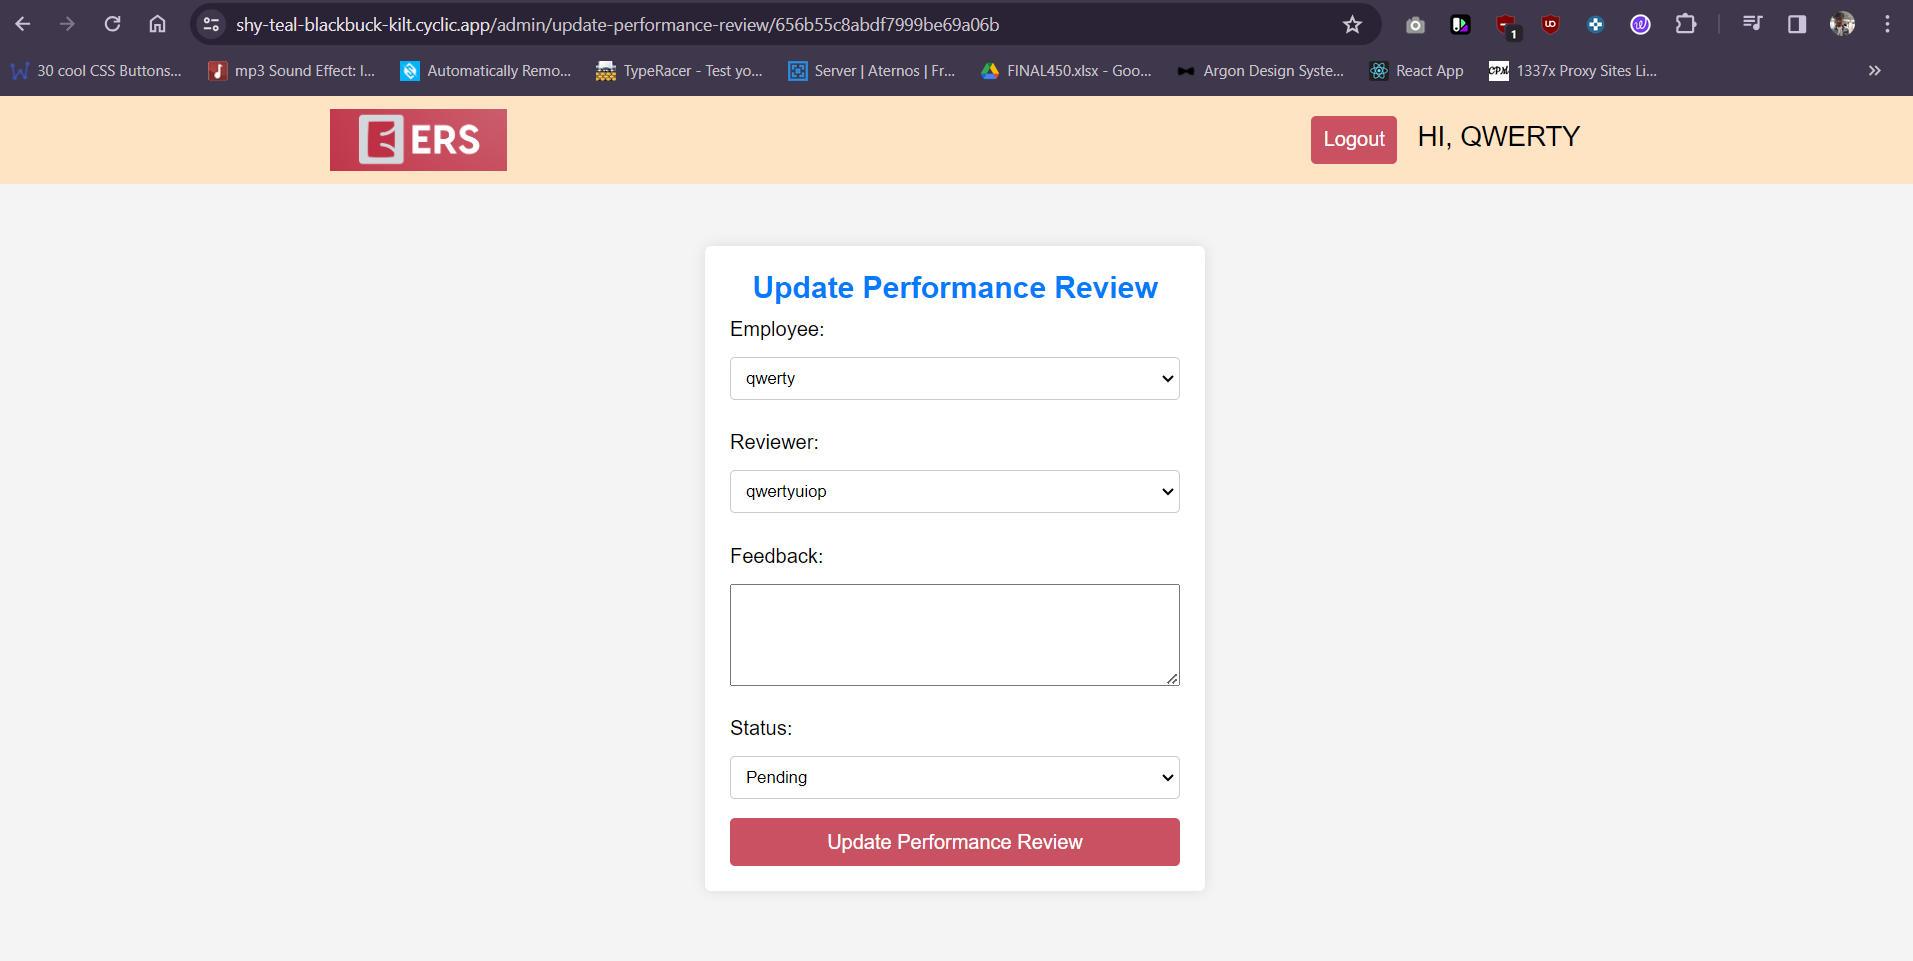 shy-teal-blackbuck-kilt.cyclic.app/admin/update-performance-review/656b55c8abdf7999be69a06b
1
30 cool CSS Buttons...
mp3 Sound Effect: I...
Automatically Remo...
TypeRacer - Test yo...
Server | Aternos | Fr...
FINAL450.xlsx - Goo...
Argon Design Syste...
React App
CPM
1337x Proxy Sites Li...
ERS
Logout
HI, QWERTY
Update Performance Review
Employee:
qwerty
Reviewer:
qwertyuiop
Feedback:
Status:
Pending
Update Performance Review